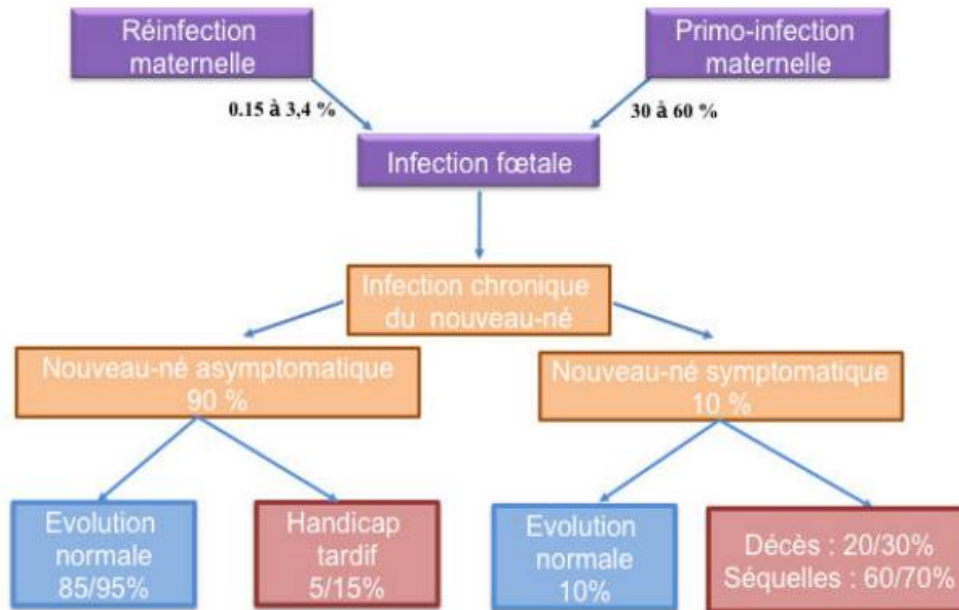 Réinfection
maternelle
Primo-infection
maternelle
0.15 à 3,4 %
30 à 60 %
Infection fœtale
Infection chronique
du nouveau-né
Nouveau-né asymptomatique
90 %
Nouveau-né symptomatique
10 %
Evolution
normale
85/95%
Handicap
tardif
5/15%
Evolution
normale
10%
Décès : 20/30%
Séquelles : 60/70%